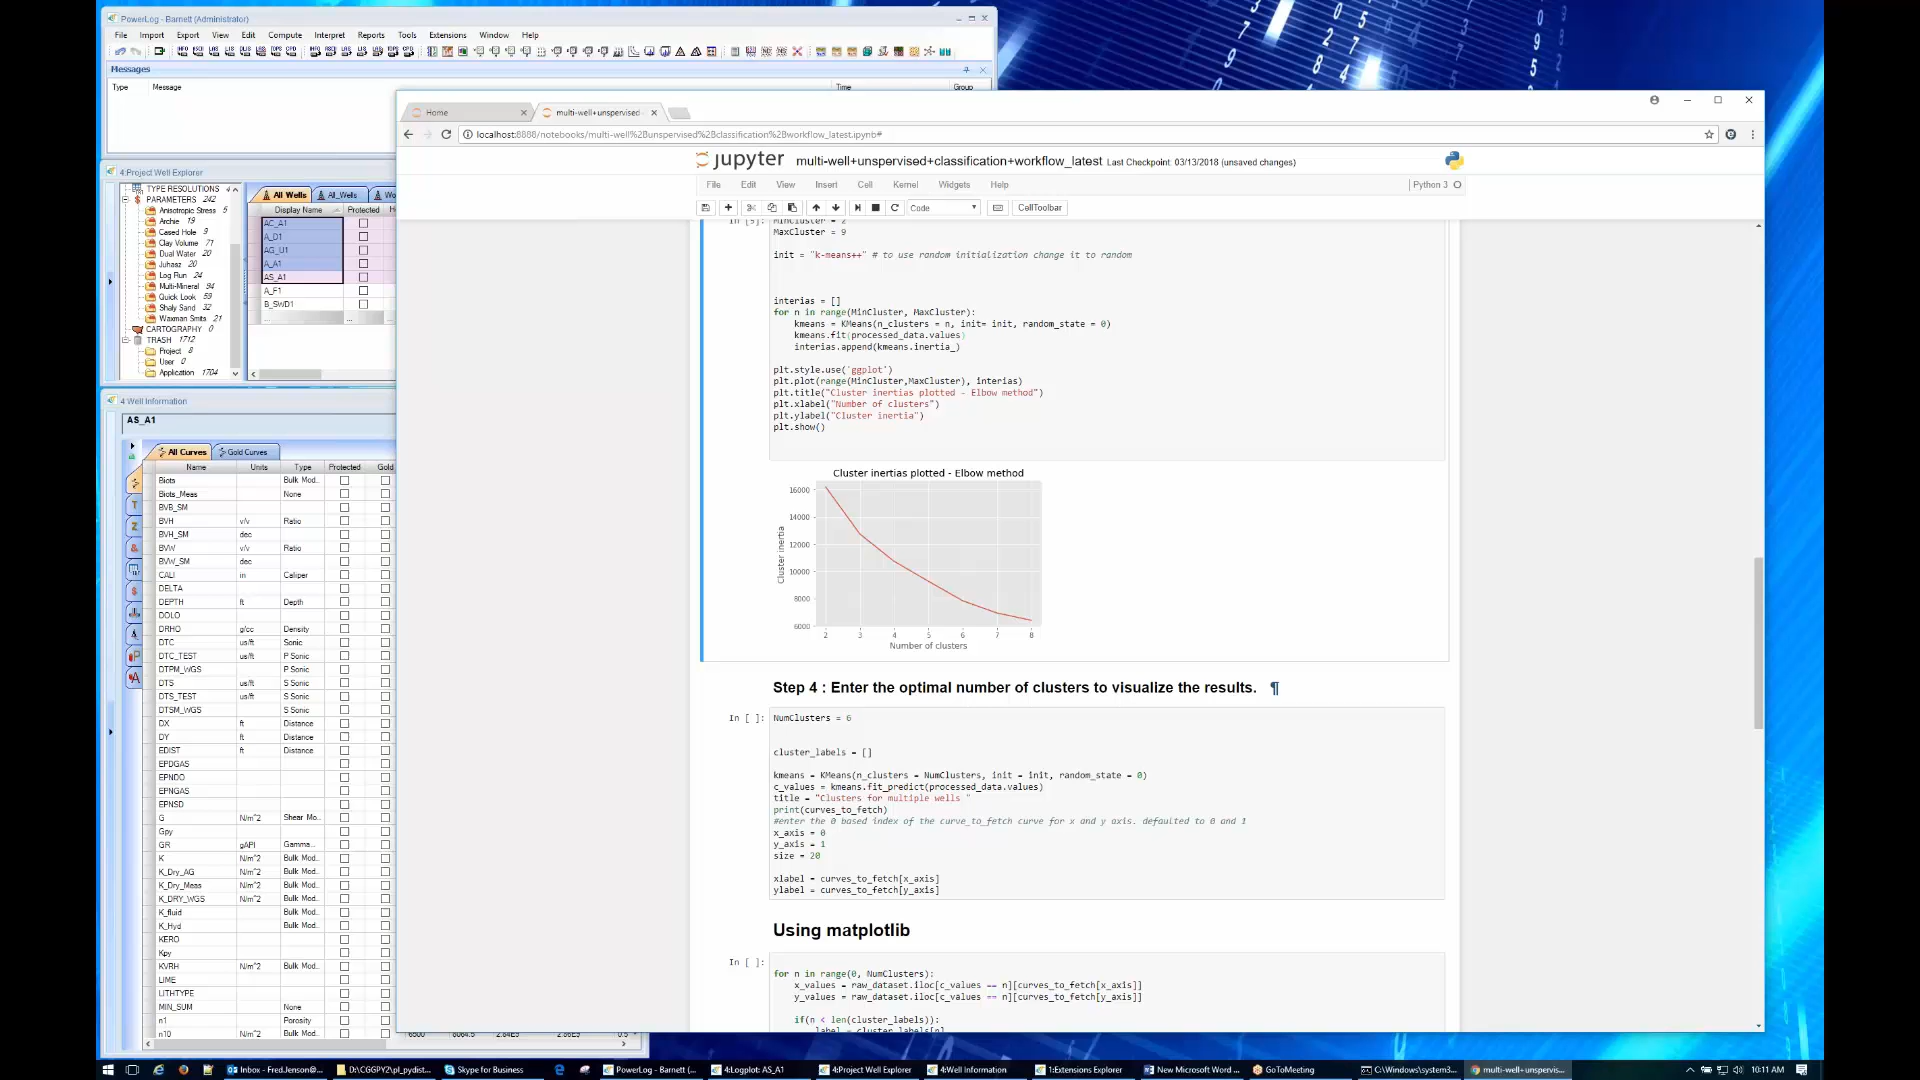 PowerLog - Barnett (Administrator)
File Import Export View Edit Compute Interpret Reports Tools Extensions Window Help
Messages
Type Message Time Group
4:Project Well Explorer
TYPE RESOLUTIONS 4
PARAMETERS 242
Anisotropic Stress 5
Archie 19
Cased Hole 9
Clay Volume 71
Dual Water 20
Juhasz 20
Log Run 24
Multi-Mineral 94
Quick Look 59
Shaly Sand 32
Waxman Smits 21
CARTOGRAPHY 0
TRASH 1712
Project 8
User 0
Application 1704
All Wells All_Wells Wo
Display Name Protected
AC_A1
A_D1
AG_U1
A_A1
AS_A1
A_F1
B_SWD1
4 Well Information
AS_A1
All Curves Gold Curves
Name Units Type Protected Gold
Biots Bulk Mod..
Biots_Meas None
BVB_SM
BVH v/v Ratio
BVH_SM dec
BVW v/v Ratio
BVW_SM dec
CALI in Caliper
DELTA
DEPTH ft Depth
DOLO
DRHO g/cc Density
DTC us/ft Sonic
DTC_TEST us/ft P Sonic
DTPM_WGS P Sonic
DTS us/ft S Sonic
DTS_TEST us/ft S Sonic
DTSM_WGS S Sonic
DX ft Distance
DY ft Distance
EDIST ft Distance
EPDGAS
EPNDO
EPNGAS
EPNSD
G N/m^2 Shear Mo..
Gpy
GR gAPI Gamma...
K N/m^2 Bulk Mod..
K_Dry_AG N/m^2 Bulk Mod..
K_Dry_Meas N/m^2 Bulk Mod..
K_DRY_WGS N/m^2 Bulk Mod..
K_fluid Bulk Mod..
K_Hyd Bulk Mod..
KERO
Kpy
KVRH N/m^2 Bulk Mod..
LIME
LITHTYPE
MIN_SUM None
n1 Porosity
n10 N/m^2 Bulk Mod..
Home multi-well+unspervised
localhost:8888/notebooks/multi-well%2Bunspervised%2Bclassification%2Bworkflow_latest.ipynb#
jupyter multi-well+unspervised+classification+workflow_latest Last Checkpoint: 03/13/2018 (unsaved changes)
File Edit View Insert Cell Kernel Widgets Help Python 3
Code CellToolbar
In [5]: MinCluster = 2
MaxCluster = 9
init = "k-means++" # to use random initialization change it to random
interias = []
for n in range(MinCluster, MaxCluster):
kmeans = KMeans(n_clusters = n, init= init, random_state = 0)
kmeans.fit(processed_data.values)
interias.append(kmeans.inertia_)
plt.style.use('ggplot')
plt.plot(range(MinCluster,MaxCluster), interias)
plt.title("Cluster inertias plotted - Elbow method")
plt.xlabel("Number of clusters")
plt.ylabel("Cluster inertia")
plt.show()
Cluster inertias plotted - Elbow method
16000
14000
12000
10000
8000
6000
Cluster inertia
2 3 4 5 6 7 8
Number of clusters
Step 4 : Enter the optimal number of clusters to visualize the results. ¶
In [ ]: NumClusters = 6
cluster_labels = []
kmeans = KMeans(n_clusters = NumClusters, init = init, random_state = 0)
c_values = kmeans.fit_predict(processed_data.values)
title = "Clusters for multiple wells "
print(curves_to_fetch)
#enter the 0 based index of the curve_to_fetch curve for x and y axis. defaulted to 0 and 1
x_axis = 0
y_axis = 1
size = 20
xlabel = curves_to_fetch[x_axis]
ylabel = curves_to_fetch[y_axis]
Using matplotlib
In [ ]:
for n in range(0, NumClusters):
x_values = raw_dataset.iloc[c_values == n][curves_to_fetch[x_axis]]
y_values = raw_dataset.iloc[c_values == n][curves_to_fetch[y_axis]]
if(n < len(cluster_labels)):
label = cluster_labels[n]
Inbox - FredJenson@... D:\CGGPY2\pl_pydist... Skype for Business PowerLog - Barnett (... 4:Logplot: AS_A1 4:Project Well Explorer 4:Well Information 1:Extensions Explorer New Microsoft Word ... GoToMeeting C:\Windows\system3... multi-well+unspervis... 10:11 AM